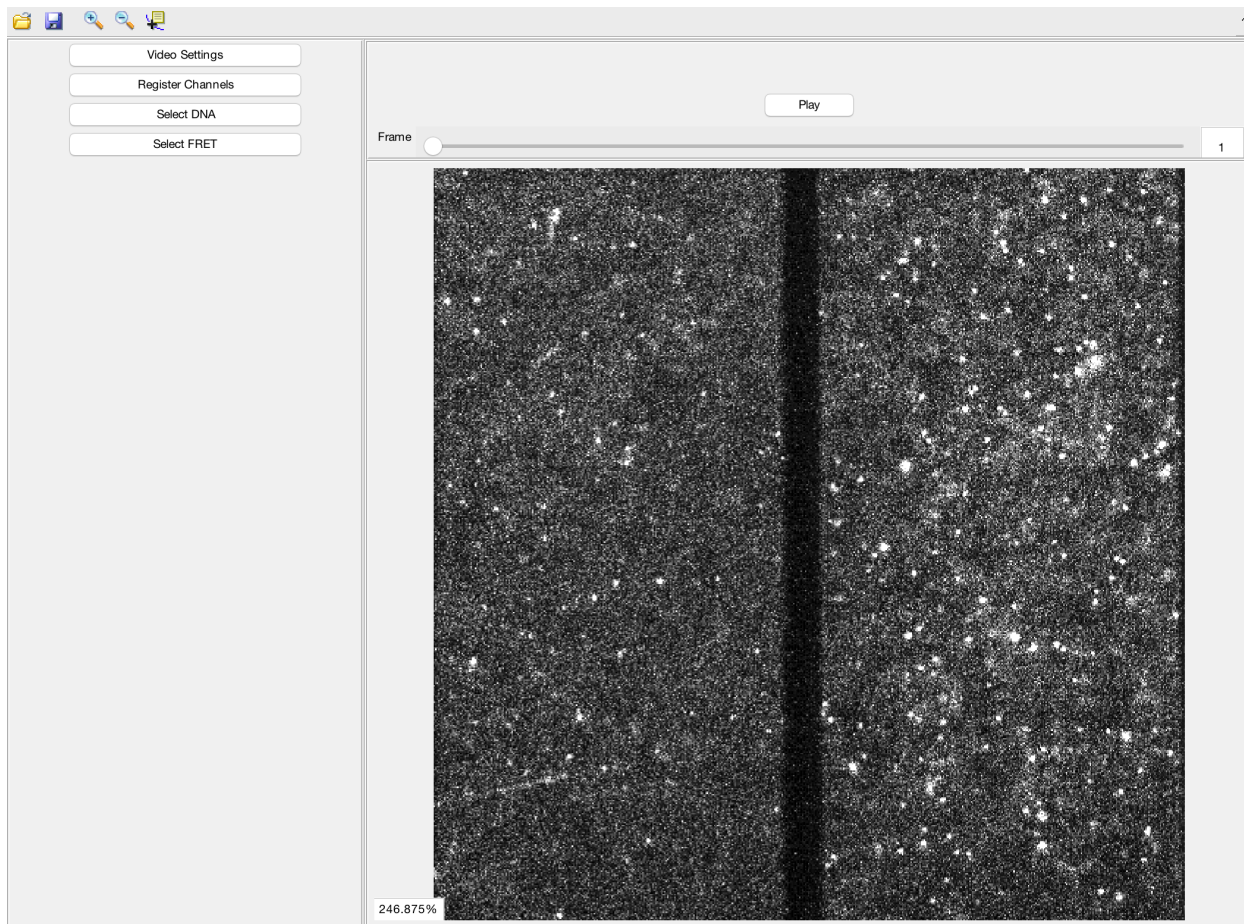 Video Settings
Register Channels
Select DNA
Select FRET
Play
Frame
1
246.875%